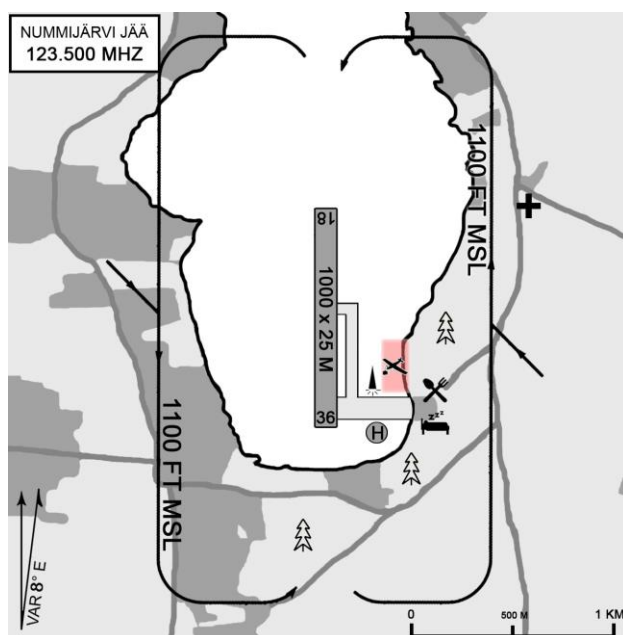 NUMMIJÄRVI JÄÄ
123.500 MHZ
1100 FT MSL
18
1000 x 25 M
36
1100 FT MSL
zzz
H
VAR 8° E
0
500 M
1 KM